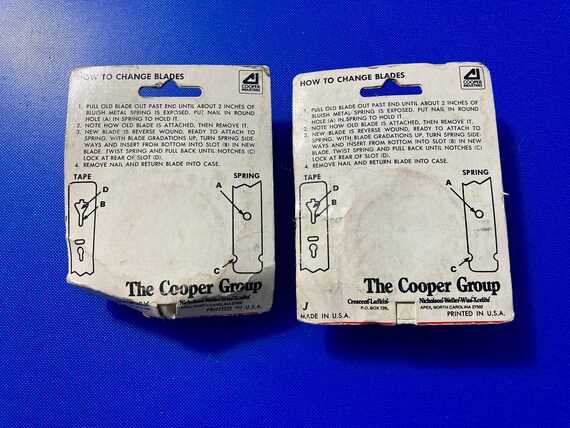 HOW TO CHANGE BLADES
COOPER
INDUSTRIES
1. PULL OLD BLADE OUT PAST END UNTIL ABOUT 2 INCHES OF
BLUISH METAL SPRING IS EXPOSED. PUT NAIL IN ROUND
HOLE (A) IN SPRING TO HOLD IT.
2. NOTE HOW OLD BLADE IS ATTACHED, THEN REMOVE IT.
3. NEW BLADE IS REVERSE WOUND, READY TO ATTACH TO
SPRING. WITH BLADE GRADATIONS UP, TURN SPRING SIDE-
WAYS AND INSERT FROM BOTTOM INTO SLOT (B) IN NEW
BLADE. TWIST SPRING AND PULL BACK UNTIL NOTCHES (C)
LOCK AT REAR OF SLOT (D).
4. REMOVE NAIL AND RETURN BLADE INTO CASE.
TAPE
SPRING
D
B
A
C
The Cooper Group
Nicholson•Weller•Wiss•Xcelite
APEX, NORTH CAROLINA 27502
PRINTED IN U.S.A.
HOW TO CHANGE BLADES
COOPER
INDUSTRIES
1. PULL OLD BLADE OUT PAST END UNTIL ABOUT 2 INCHES OF
BLUISH METAL SPRING IS EXPOSED. PUT NAIL IN ROUND
HOLE (A) IN SPRING TO HOLD IT.
2. NOTE HOW OLD BLADE IS ATTACHED, THEN REMOVE IT.
3. NEW BLADE IS REVERSE WOUND, READY TO ATTACH TO
SPRING. WITH BLADE GRADATIONS UP, TURN SPRING SIDE-
WAYS AND INSERT FROM BOTTOM INTO SLOT (B) IN NEW
BLADE. TWIST SPRING AND PULL BACK UNTIL NOTCHES (C)
LOCK AT REAR OF SLOT (D).
4. REMOVE NAIL AND RETURN BLADE INTO CASE.
TAPE
SPRING
D
B
A
C
The Cooper Group
J
Crescent•Lufkin• Nicholson•Weller•Wiss•Xcelite
P.O. BOX 728, APEX, NORTH CAROLINA 27502
MADE IN U.S.A. PRINTED IN U.S.A.